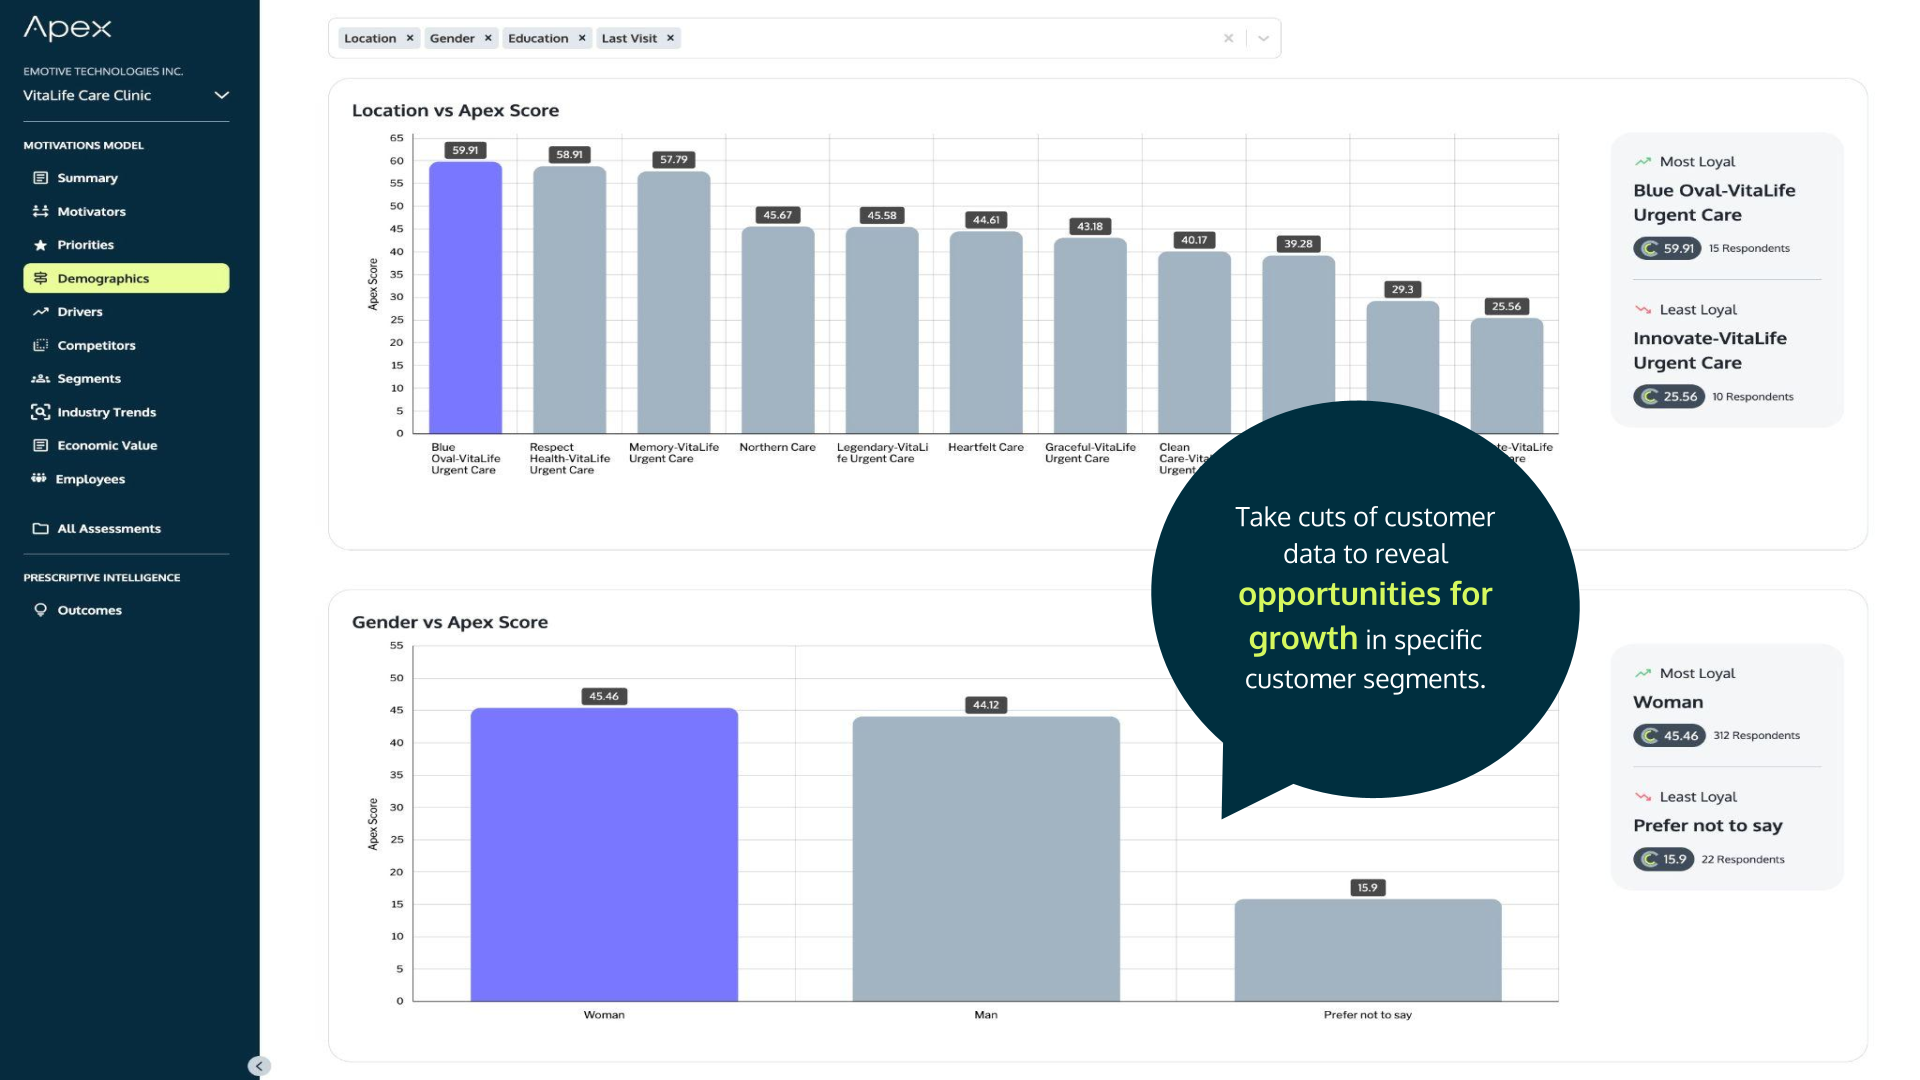 Apex
EMOTIVE TECHNOLOGIES INC.
VitaLife Care Clinic
MOTIVATIONS MODEL
Summary
Motivators
Priorities
Demographics
Drivers
Competitors
Segments
Industry Trends
Economic Value
Employees
All Assessments
PRESCRIPTIVE INTELLIGENCE
Outcomes
Location × Gender × Education × Last Visit ×
Location vs Apex Score
Apex Score
65
60
55
50
45
40
35
30
25
20
15
10
5
0
59.91
58.91
57.79
45.67
45.58
44.61
43.18
40.17
39.28
29.3
25.56
Blue
Oval-VitaLife
Urgent Care
Respect
Health-VitaLife
Urgent Care
Memory-VitaLife
Urgent Care
Northern Care
Legendary-VitaLi
fe Urgent Care
Heartfelt Care
Graceful-VitaLife
Urgent Care
Clean
Care-Vita
Urgent
te-VitaLife
Most Loyal
Blue Oval-VitaLife
Urgent Care
59.91 15 Respondents
Least Loyal
Innovate-VitaLife
Urgent Care
25.56 10 Respondents
Take cuts of customer
data to reveal
opportunities for
growth in specific
customer segments.
Gender vs Apex Score
Apex Score
55
50
45
40
35
30
25
20
15
10
5
0
45.46
44.12
15.9
Woman
Man
Prefer not to say
Most Loyal
Woman
45.46 312 Respondents
Least Loyal
Prefer not to say
15.9 22 Respondents